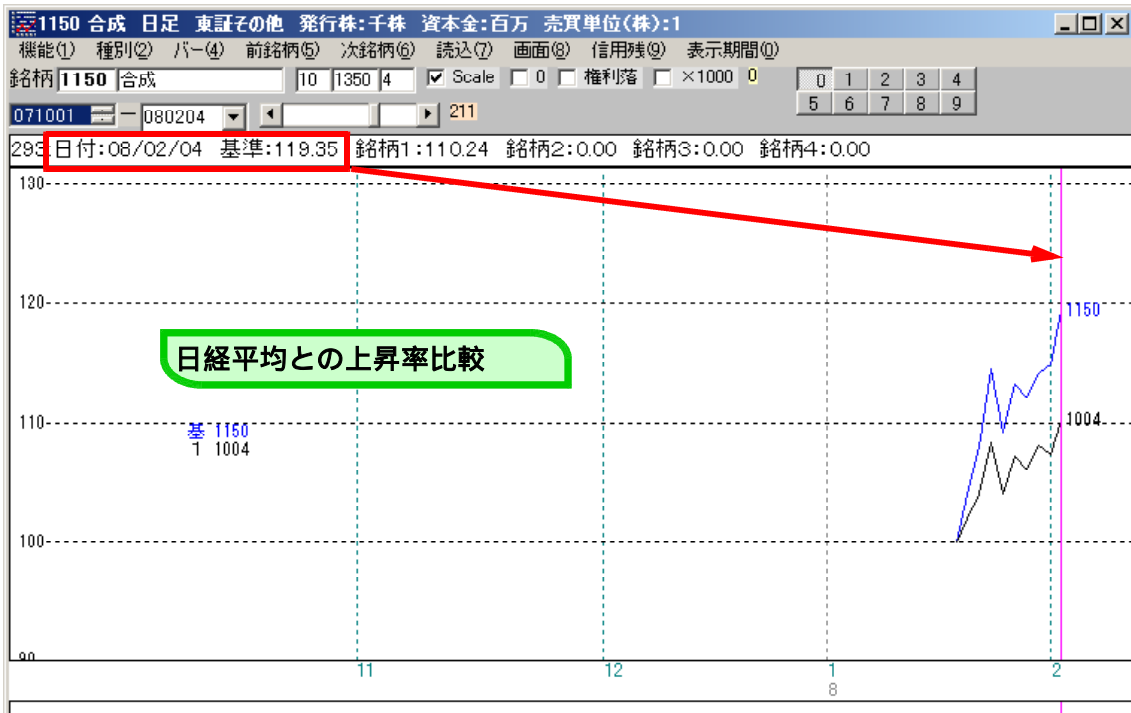 1150 合成 日足 東証その他 発行株:千株 資本金:百万 売買単位(株):1
機能(1) 種別(2) バー(4) 前銘柄(5) 次銘柄(6) 読込(7) 画面(8) 信用残(9) 表示期間(0)
銘柄 1150 合成 10 1350 4 Scale 0 権利落 ×1000 0 0 1 2 3 4
071001 ー 080204 211 5 6 7 8 9
293 日付:08/02/04 基準:119.35 銘柄1:110.24 銘柄2:0.00 銘柄3:0.00 銘柄4:0.00
130
120
1150
日経平均との上昇率比較
110
1004
基 1150
1 1004
100
90
11 12 1 2
8